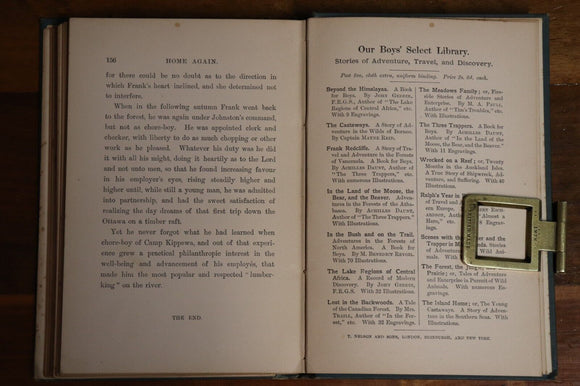 156 HOME AGAIN.
for there could be no doubt as to the direction in
which Frank's heart inclined, and she determined
not to interfere.
When in the following autumn Frank went back
to the forest, he was again under Johnston's command,
but not as chore-boy. He was appointed clerk and
checker, with liberty to do as much chopping or other
work as he pleased. Whatever his duty was he did
it with all his might, doing it heartily as to the Lord
and not unto men, so that he found increasing favour
in his employer's eyes, rising steadily higher and
higher until, while still a young man, he was admitted
into partnership, and had the sweet satisfaction of
realizing the day dreams of that first trip down the
Ottawa on a timber raft.
Yet he never forgot what he had learned when
chore-boy of Camp Kippewa, and out of that experi-
ence grew a practical philanthropic interest in the
well-being and advancement of his employés, that
made him the most popular and respected "lumber-
king" on the river.
THE END.
Our Boys' Select Library.
Stories of Adventure, Travel, and Discovery.
Post 8vo, cloth extra, uniform binding. Price 2s. 6d. each.
Beyond the Himalayas. A Book
for Boys. By JOHN GEDDIE,
F.R.G.S., Author of "The Lake
Regions of Central Africa," etc.
With 9 Engravings.
The Castaways. A Story of Ad-
venture in the Wilds of Borneo.
By Captain MAYNE REID.
Frank Redcliffe. A Story of Tra-
vel and Adventure in the Forests
of Venezuela. A Book for Boys.
By ACHILLES DAUNT, Author of
"The Three Trappers," etc.
With numerous Illustrations.
In the Land of the Moose, the
Bear, and the Beaver. Adven-
tures in the Forests of the Atha-
basca. By ACHILLES DAUNT, Author
of "The Three Trappers."
With Illustrations.
In the Bush and on the Trail.
Adventures in the Forests of
North America. A Book for
Boys. By M. BENEDICT REVOIL.
With 70 Illustrations.
The Lake Regions of Central
Africa. A Record of Modern
Discovery. By JOHN GEDDIE,
F.R.G.S. With 32 Illustrations.
Lost in the Backwoods. A Tale
of the Canadian Forest. By Mrs.
TRAILL, Author of "In the For-
est," etc. With 32 Engravings.
The Meadows Family; or, Fire-
side Stories of Adventure and
Enterprise. By M. A. PAULL,
Author of "Tim's Troubles," etc.
With Illustrations.
The Three Trappers. A Book for
Boys. By ACHILLES DAUNT,
Author of "In the Land of the
Moose, the Bear, and the Beaver."
With 11 Engravings.
Wrecked on a Reef; or, Twenty
Months in the Auckland Isles.
A True Story of Shipwreck, Ad-
venture, and Suffering. With 40
Illustrations.
Ralph's Year in
of Travel and
and Europe,
"Almost a
Engrav-
ings.
Scenes with the
Trapper in M
The Forest, the
Prairie; or, Tales of Adventure
and Enterprise in Pursuit of Wild
Animals. With numerous En-
gravings.
The Island Home; or, The Young
Castaways. A Story of Adven-
ture in the Southern Seas. With
Illustrations.
T. NELSON AND SONS, LONDON, EDINBURGH, AND NEW YORK.